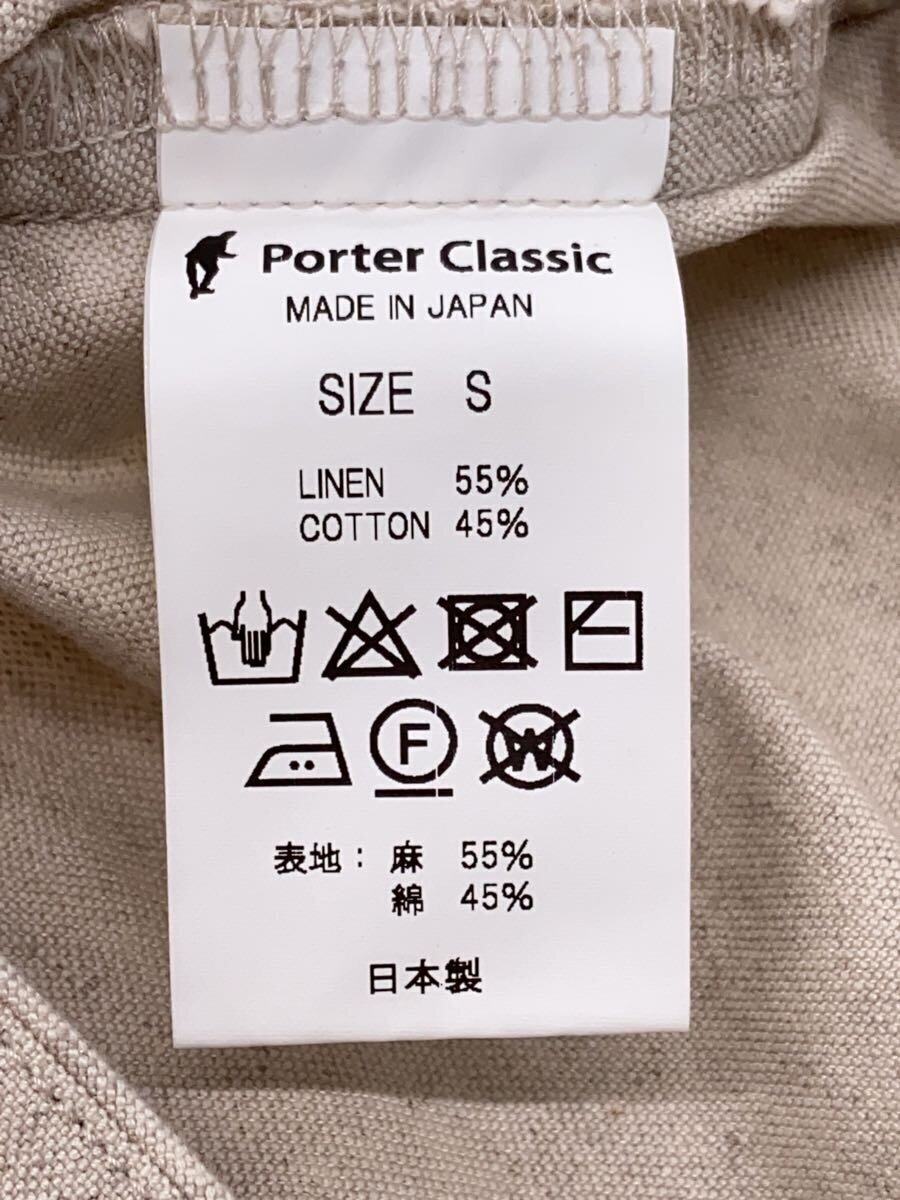 Porter Classic
MADE IN JAPAN
SIZE S
LINEN 55%
COTTON 45%
F
W
表地: 麻 55%
綿 45%
日本製